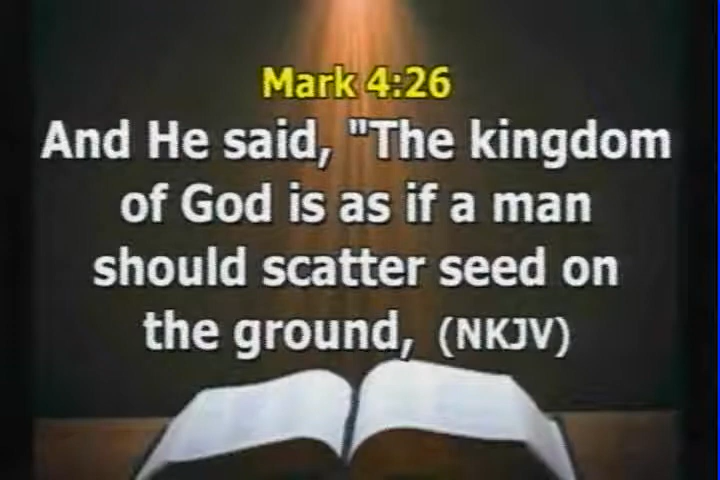 Mark 4:26
And He said, "The kingdom
of God is as if a man
should scatter seed on
the ground, (NKJV)